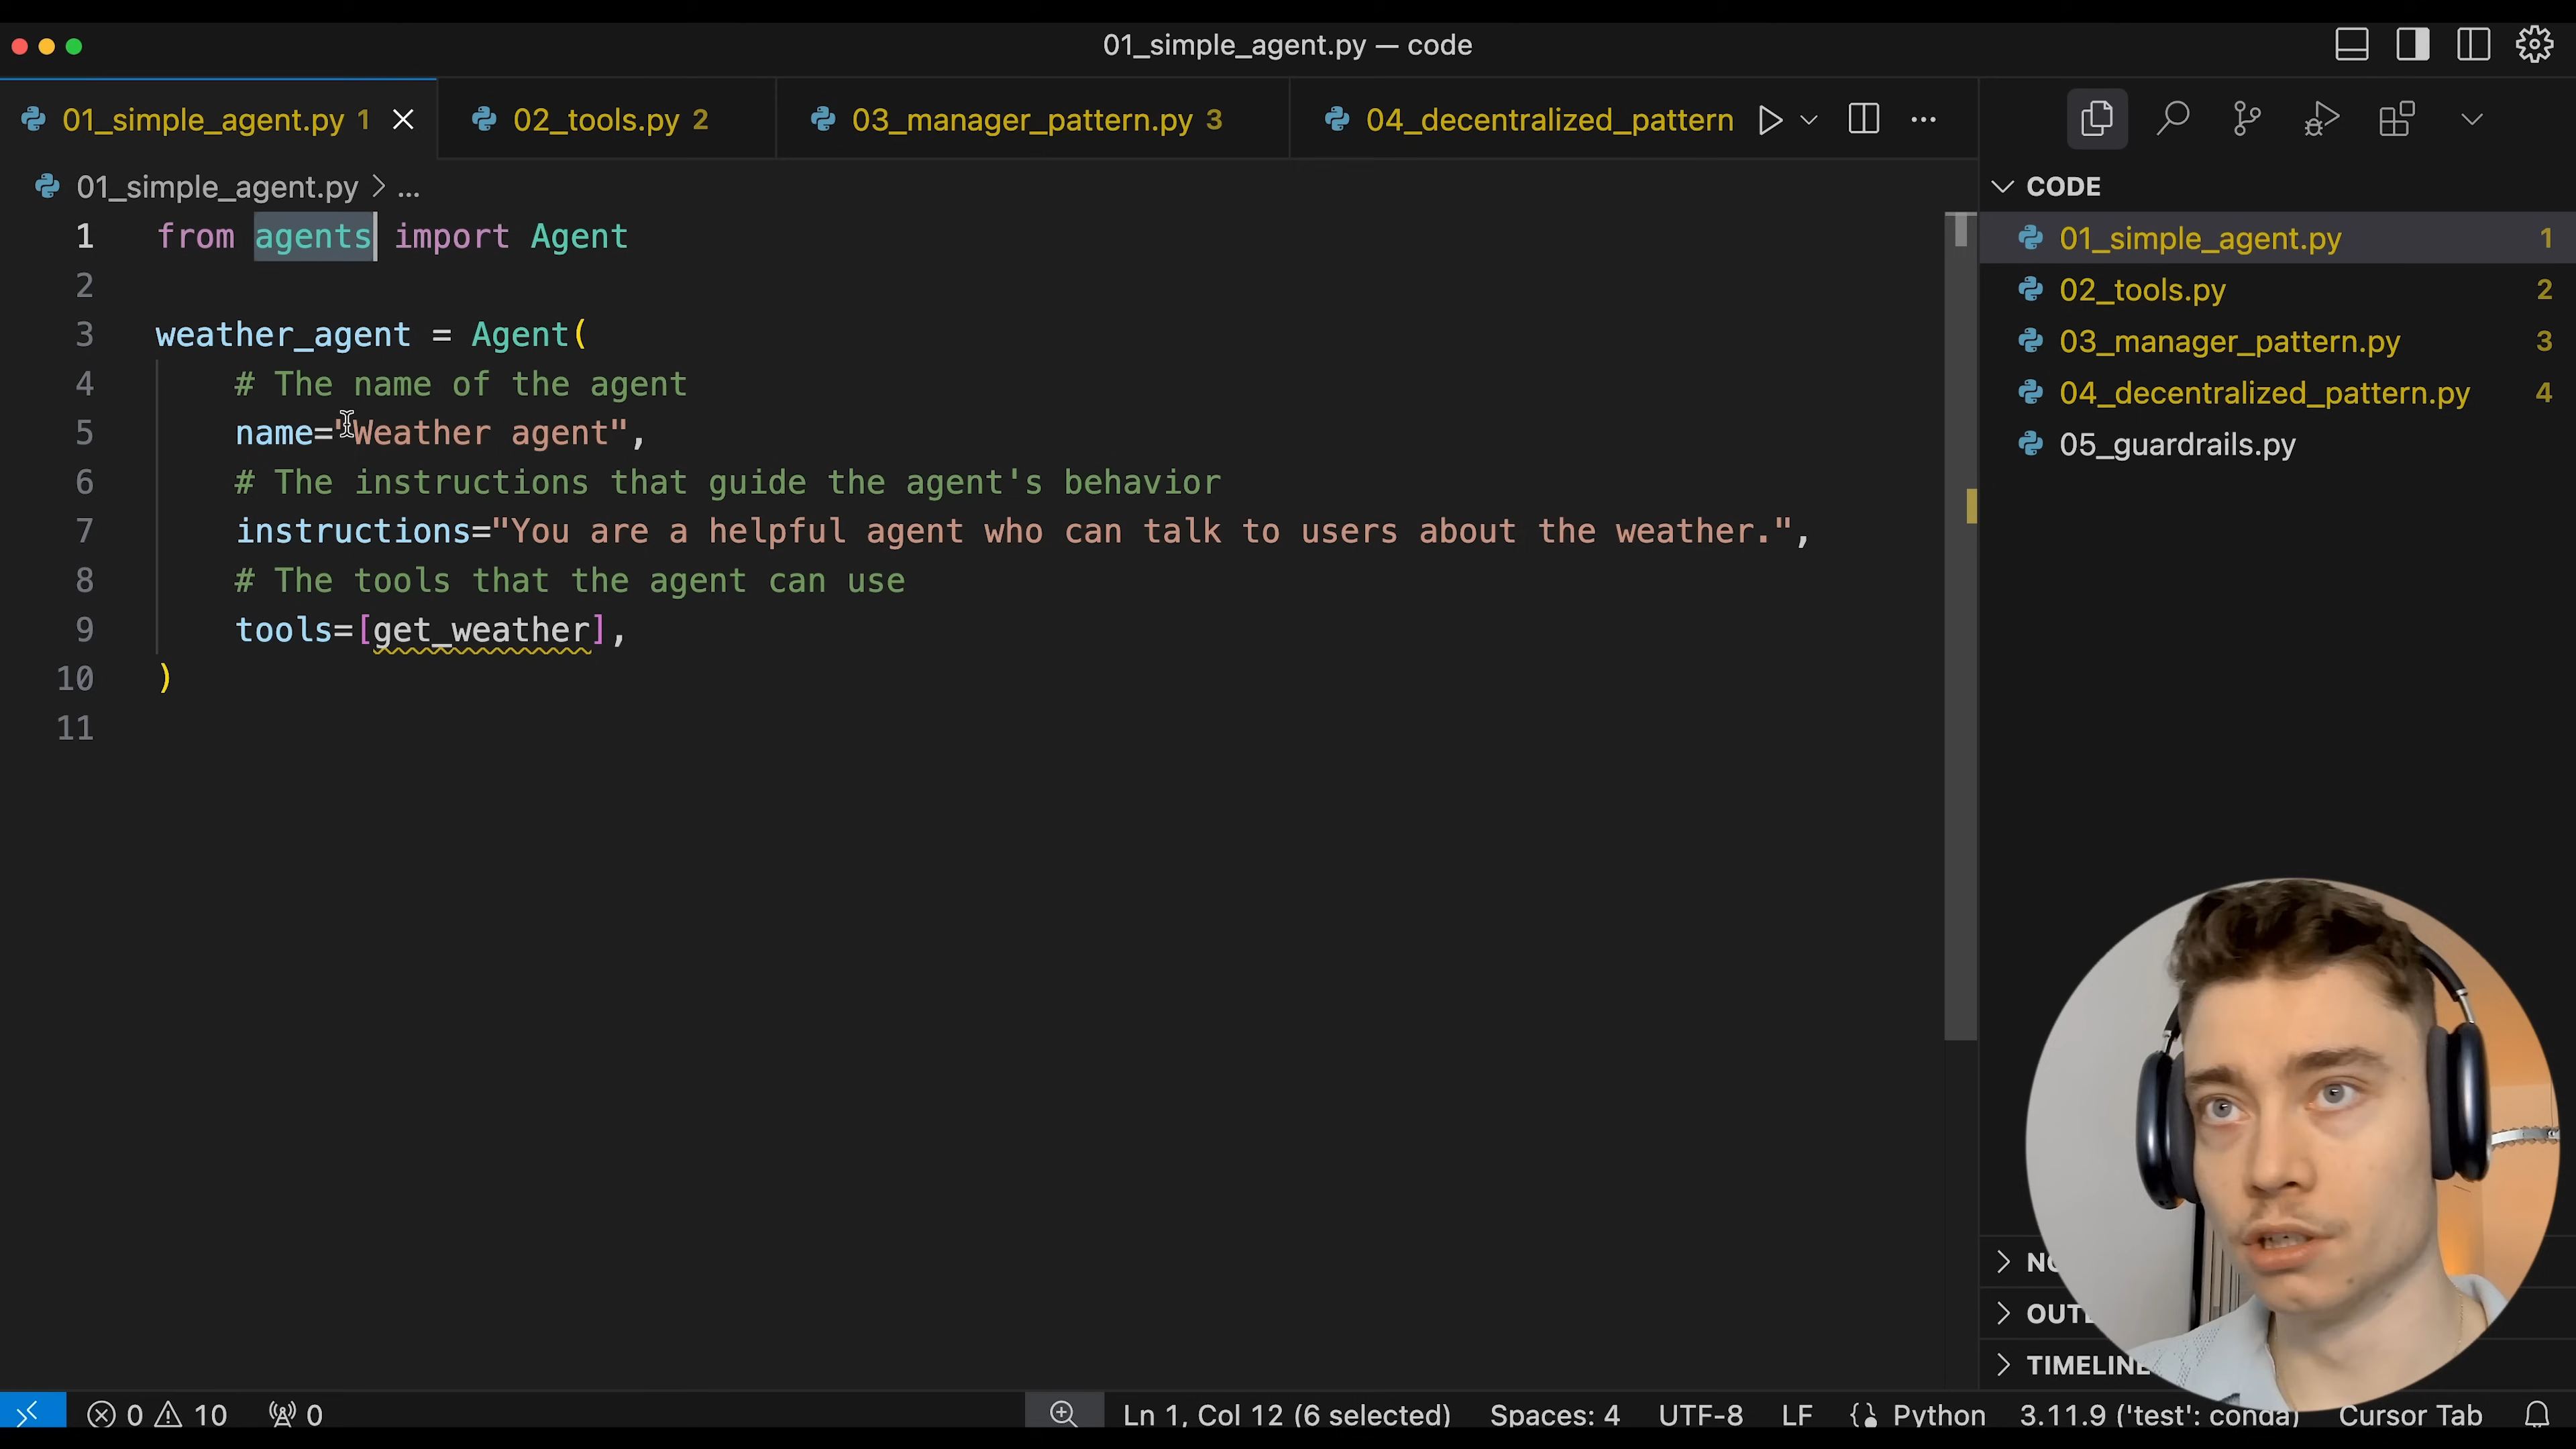 01_simple_agent.py — code
01_simple_agent.py 1
02_tools.py 2
03_manager_pattern.py 3
04_decentralized_pattern
01_simple_agent.py > ...
1 from agents import Agent
2
3 weather_agent = Agent(
4 # The name of the agent
5 name="Weather agent",
6 # The instructions that guide the agent's behavior
7 instructions="You are a helpful agent who can talk to users about the weather.",
8 # The tools that the agent can use
9 tools=[get_weather],
10 )
11
CODE
01_simple_agent.py 1
02_tools.py 2
03_manager_pattern.py 3
04_decentralized_pattern.py 4
05_guardrails.py
TIMELINE
0 10 0
Ln 1, Col 12 (6 selected) Spaces: 4 UTF-8 LF Python 3.11.9 ('test': conda) Cursor Tab